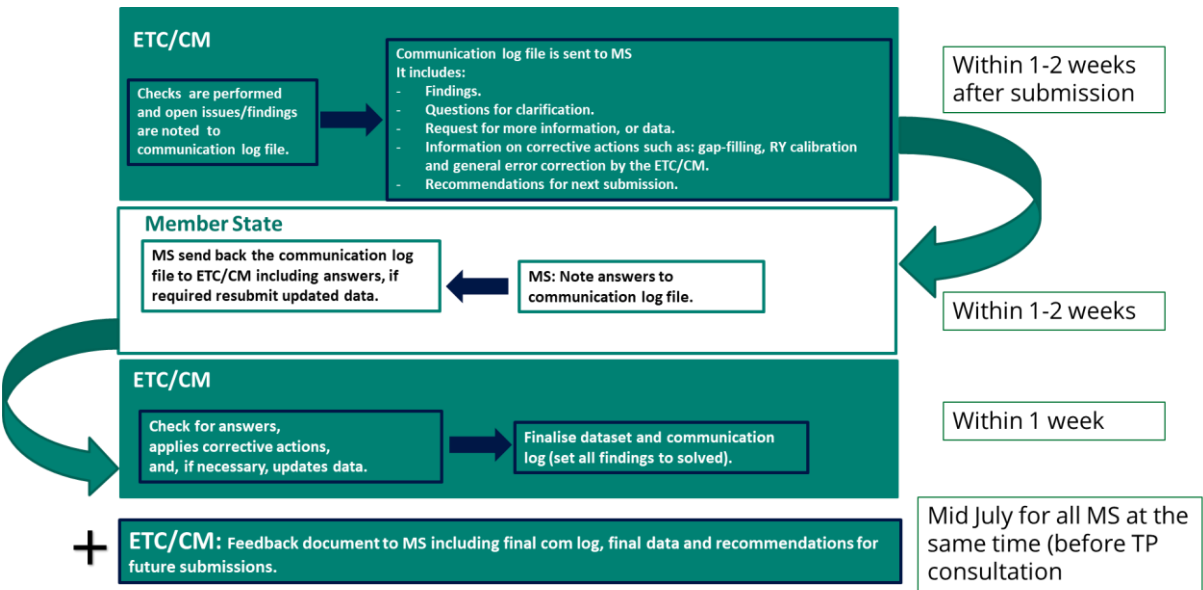 ETC/CM
Checks are performed
and open issues/findings
are noted to
communication log file.
Communication log file is sent to MS
It includes:
- Findings.
- Questions for clarification.
- Request for more information, or data.
- Information on corrective actions such as: gap-filling, RY calibration
and general error correction by the ETC/CM.
- Recommendations for next submission.
Within 1-2 weeks
after submission
Member State
MS send back the communication log
file to ETC/CM including answers, if
required resubmit updated data.
MS: Note answers to
communication log file.
Within 1-2 weeks
ETC/CM
Check for answers,
applies corrective actions,
and, if necessary, updates data.
Finalise dataset and communication
log (set all findings to solved).
Within 1 week
+
ETC/CM: Feedback document to MS including final com log, final data and recommendations for
future submissions.
Mid July for all MS at the
same time (before TP
consultation